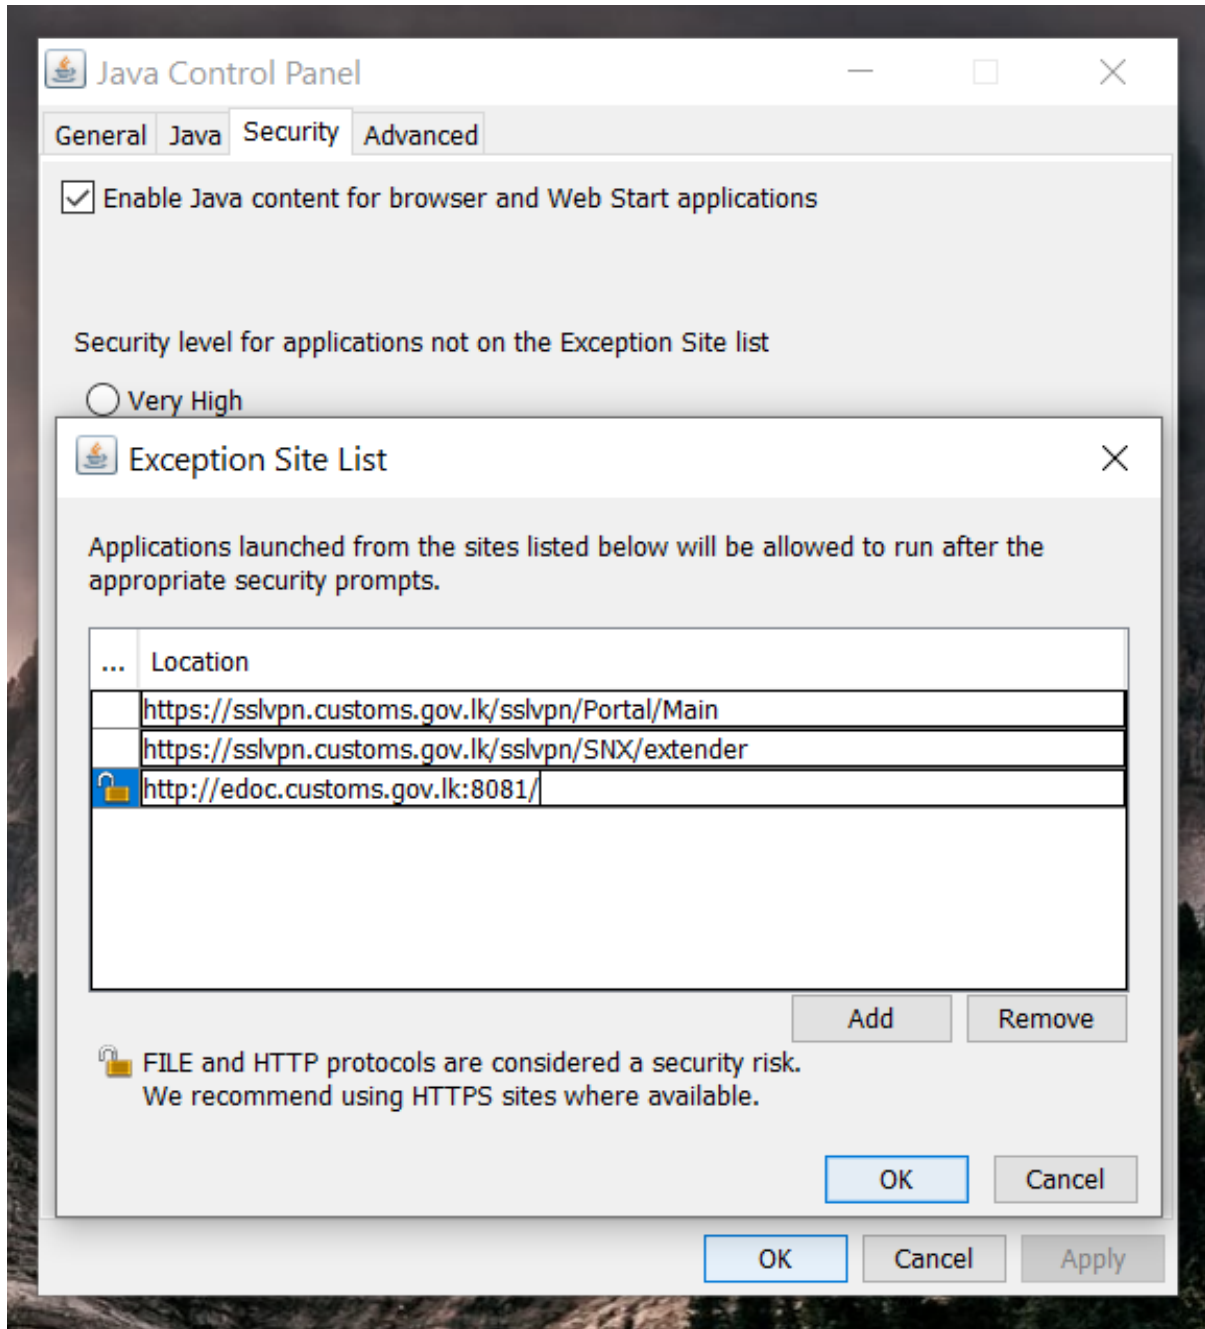 Java Control Panel
General Java Security Advanced
Enable Java content for browser and Web Start applications
Security level for applications not on the Exception Site list
Very High
Exception Site List
Applications launched from the sites listed below will be allowed to run after the
appropriate security prompts.
... Location
https://sslvpn.customs.gov.lk/sslvpn/Portal/Main
https://sslvpn.customs.gov.lk/sslvpn/SNX/extender
http://edoc.customs.gov.lk:8081/
Add Remove
FILE and HTTP protocols are considered a security risk.
We recommend using HTTPS sites where available.
OK Cancel
OK Cancel Apply